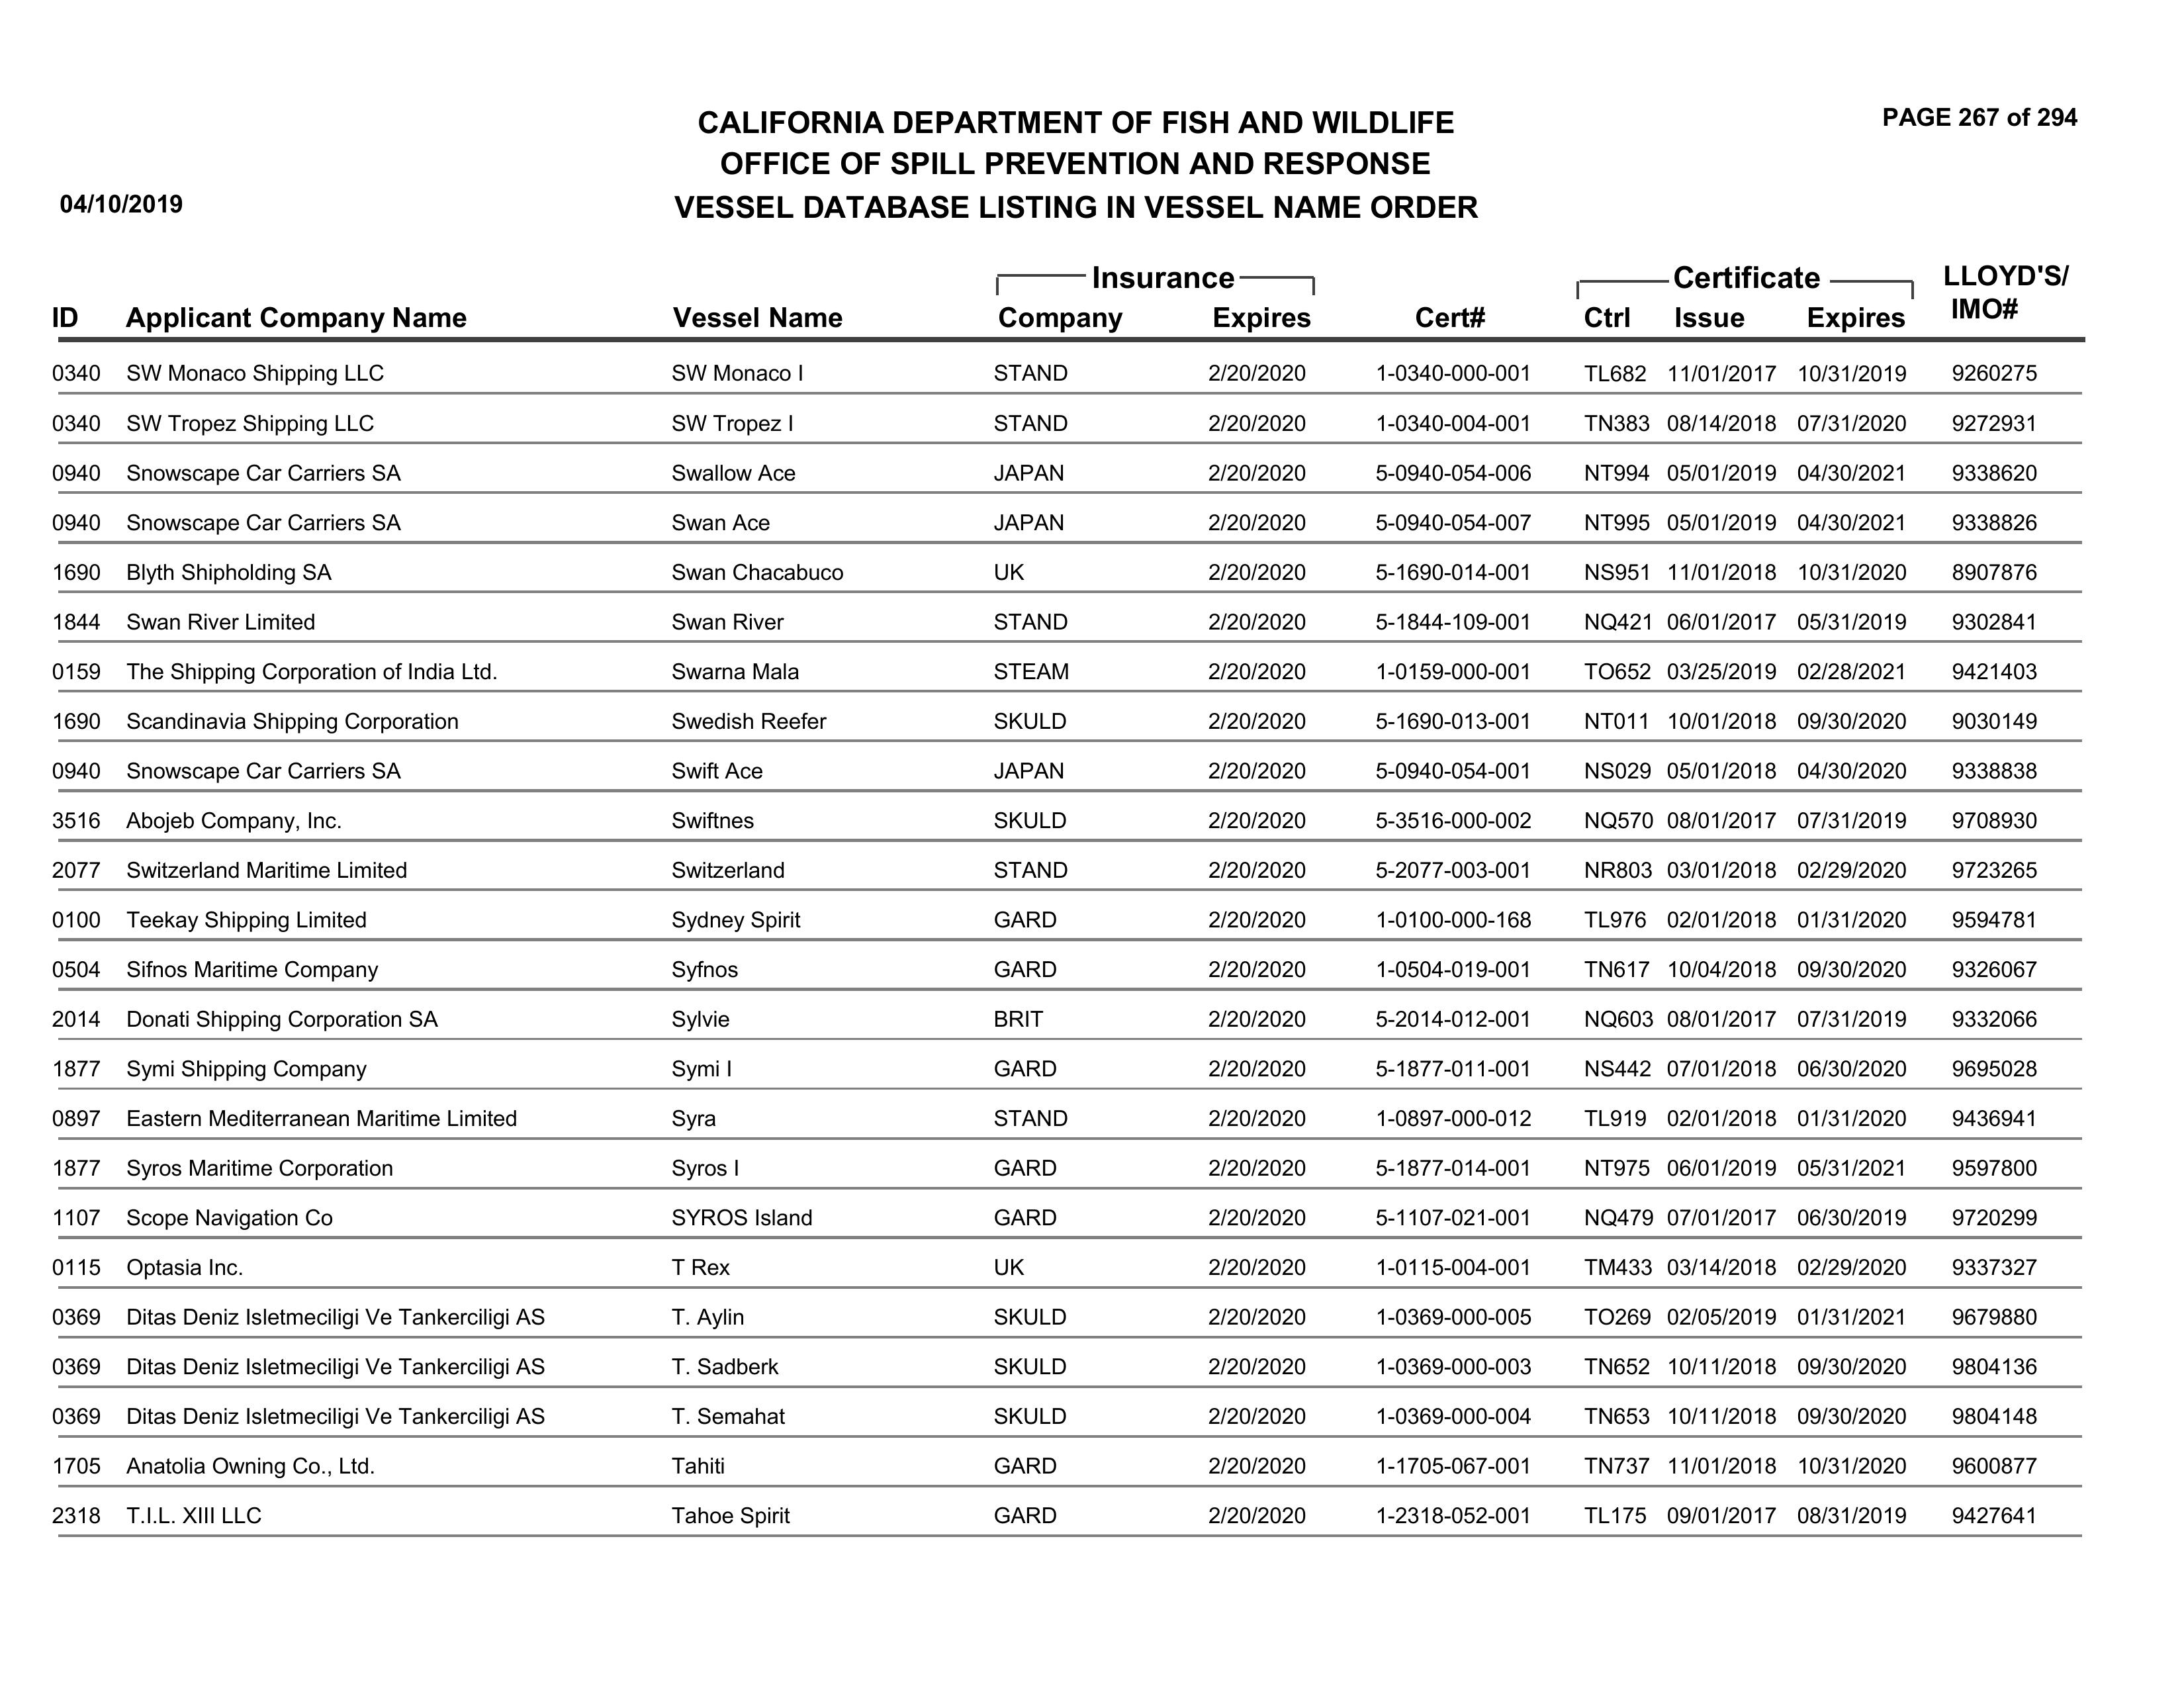 PAGE 267 of 294
CALIFORNIA DEPARTMENT OF FISH AND WILDLIFE
OFFICE OF SPILL PREVENTION AND RESPONSE
04/10/2019 VESSEL DATABASE LISTING IN VESSEL NAME ORDER
Insurance Certificate LLOYD'S/
ID Applicant Company Name Vessel Name Company Expires Cert# Ctrl Issue Expires IMO#
0340 SW Monaco Shipping LLC SW Monaco I STAND 2/20/2020 1-0340-000-001 TL682 11/01/2017 10/31/2019 9260275
0340 SW Tropez Shipping LLC SW Tropez I STAND 2/20/2020 1-0340-004-001 TN383 08/14/2018 07/31/2020 9272931
0940 Snowscape Car Carriers SA Swallow Ace JAPAN 2/20/2020 5-0940-054-006 NT994 05/01/2019 04/30/2021 9338620
0940 Snowscape Car Carriers SA Swan Ace JAPAN 2/20/2020 5-0940-054-007 NT995 05/01/2019 04/30/2021 9338826
1690 Blyth Shipholding SA Swan Chacabuco UK 2/20/2020 5-1690-014-001 NS951 11/01/2018 10/31/2020 8907876
1844 Swan River Limited Swan River STAND 2/20/2020 5-1844-109-001 NQ421 06/01/2017 05/31/2019 9302841
0159 The Shipping Corporation of India Ltd. Swarna Mala STEAM 2/20/2020 1-0159-000-001 TO652 03/25/2019 02/28/2021 9421403
1690 Scandinavia Shipping Corporation Swedish Reefer SKULD 2/20/2020 5-1690-013-001 NT011 10/01/2018 09/30/2020 9030149
0940 Snowscape Car Carriers SA Swift Ace JAPAN 2/20/2020 5-0940-054-001 NS029 05/01/2018 04/30/2020 9338838
3516 Abojeb Company, Inc. Swiftnes SKULD 2/20/2020 5-3516-000-002 NQ570 08/01/2017 07/31/2019 9708930
2077 Switzerland Maritime Limited Switzerland STAND 2/20/2020 5-2077-003-001 NR803 03/01/2018 02/29/2020 9723265
0100 Teekay Shipping Limited Sydney Spirit GARD 2/20/2020 1-0100-000-168 TL976 02/01/2018 01/31/2020 9594781
0504 Sifnos Maritime Company Syfnos GARD 2/20/2020 1-0504-019-001 TN617 10/04/2018 09/30/2020 9326067
2014 Donati Shipping Corporation SA Sylvie BRIT 2/20/2020 5-2014-012-001 NQ603 08/01/2017 07/31/2019 9332066
1877 Symi Shipping Company Symi I GARD 2/20/2020 5-1877-011-001 NS442 07/01/2018 06/30/2020 9695028
0897 Eastern Mediterranean Maritime Limited Syra STAND 2/20/2020 1-0897-000-012 TL919 02/01/2018 01/31/2020 9436941
1877 Syros Maritime Corporation Syros I GARD 2/20/2020 5-1877-014-001 NT975 06/01/2019 05/31/2021 9597800
1107 Scope Navigation Co SYROS Island GARD 2/20/2020 5-1107-021-001 NQ479 07/01/2017 06/30/2019 9720299
0115 Optasia Inc. T Rex UK 2/20/2020 1-0115-004-001 TM433 03/14/2018 02/29/2020 9337327
0369 Ditas Deniz Isletmeciligi Ve Tankerciligi AS T. Aylin SKULD 2/20/2020 1-0369-000-005 TO269 02/05/2019 01/31/2021 9679880
0369 Ditas Deniz Isletmeciligi Ve Tankerciligi AS T. Sadberk SKULD 2/20/2020 1-0369-000-003 TN652 10/11/2018 09/30/2020 9804136
0369 Ditas Deniz Isletmeciligi Ve Tankerciligi AS T. Semahat SKULD 2/20/2020 1-0369-000-004 TN653 10/11/2018 09/30/2020 9804148
1705 Anatolia Owning Co., Ltd. Tahiti GARD 2/20/2020 1-1705-067-001 TN737 11/01/2018 10/31/2020 9600877
2318 T.I.L. XIII LLC Tahoe Spirit GARD 2/20/2020 1-2318-052-001 TL175 09/01/2017 08/31/2019 9427641